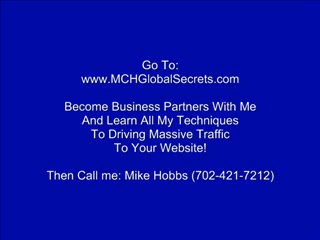 Go To:
www.MCHGlobalSecrets.com
Become Business Partners With Me
And Learn All My Techniques
To Driving Massive Traffic
To Your Website!
Then Call me: Mike Hobbs (702-421-7212)